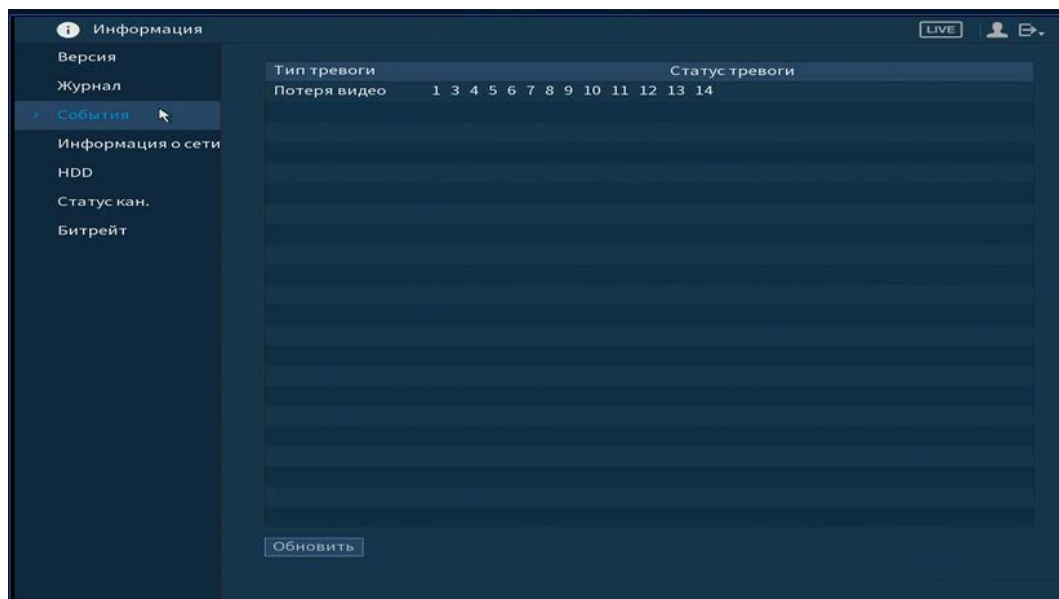 Информация
LIVE
Версия
Журнал
События
Информация о сети
HDD
Статус кан.
Битрейт
Тип тревоги Статус тревоги
Потеря видео 1 3 4 5 6 7 8 9 10 11 12 13 14
Обновить